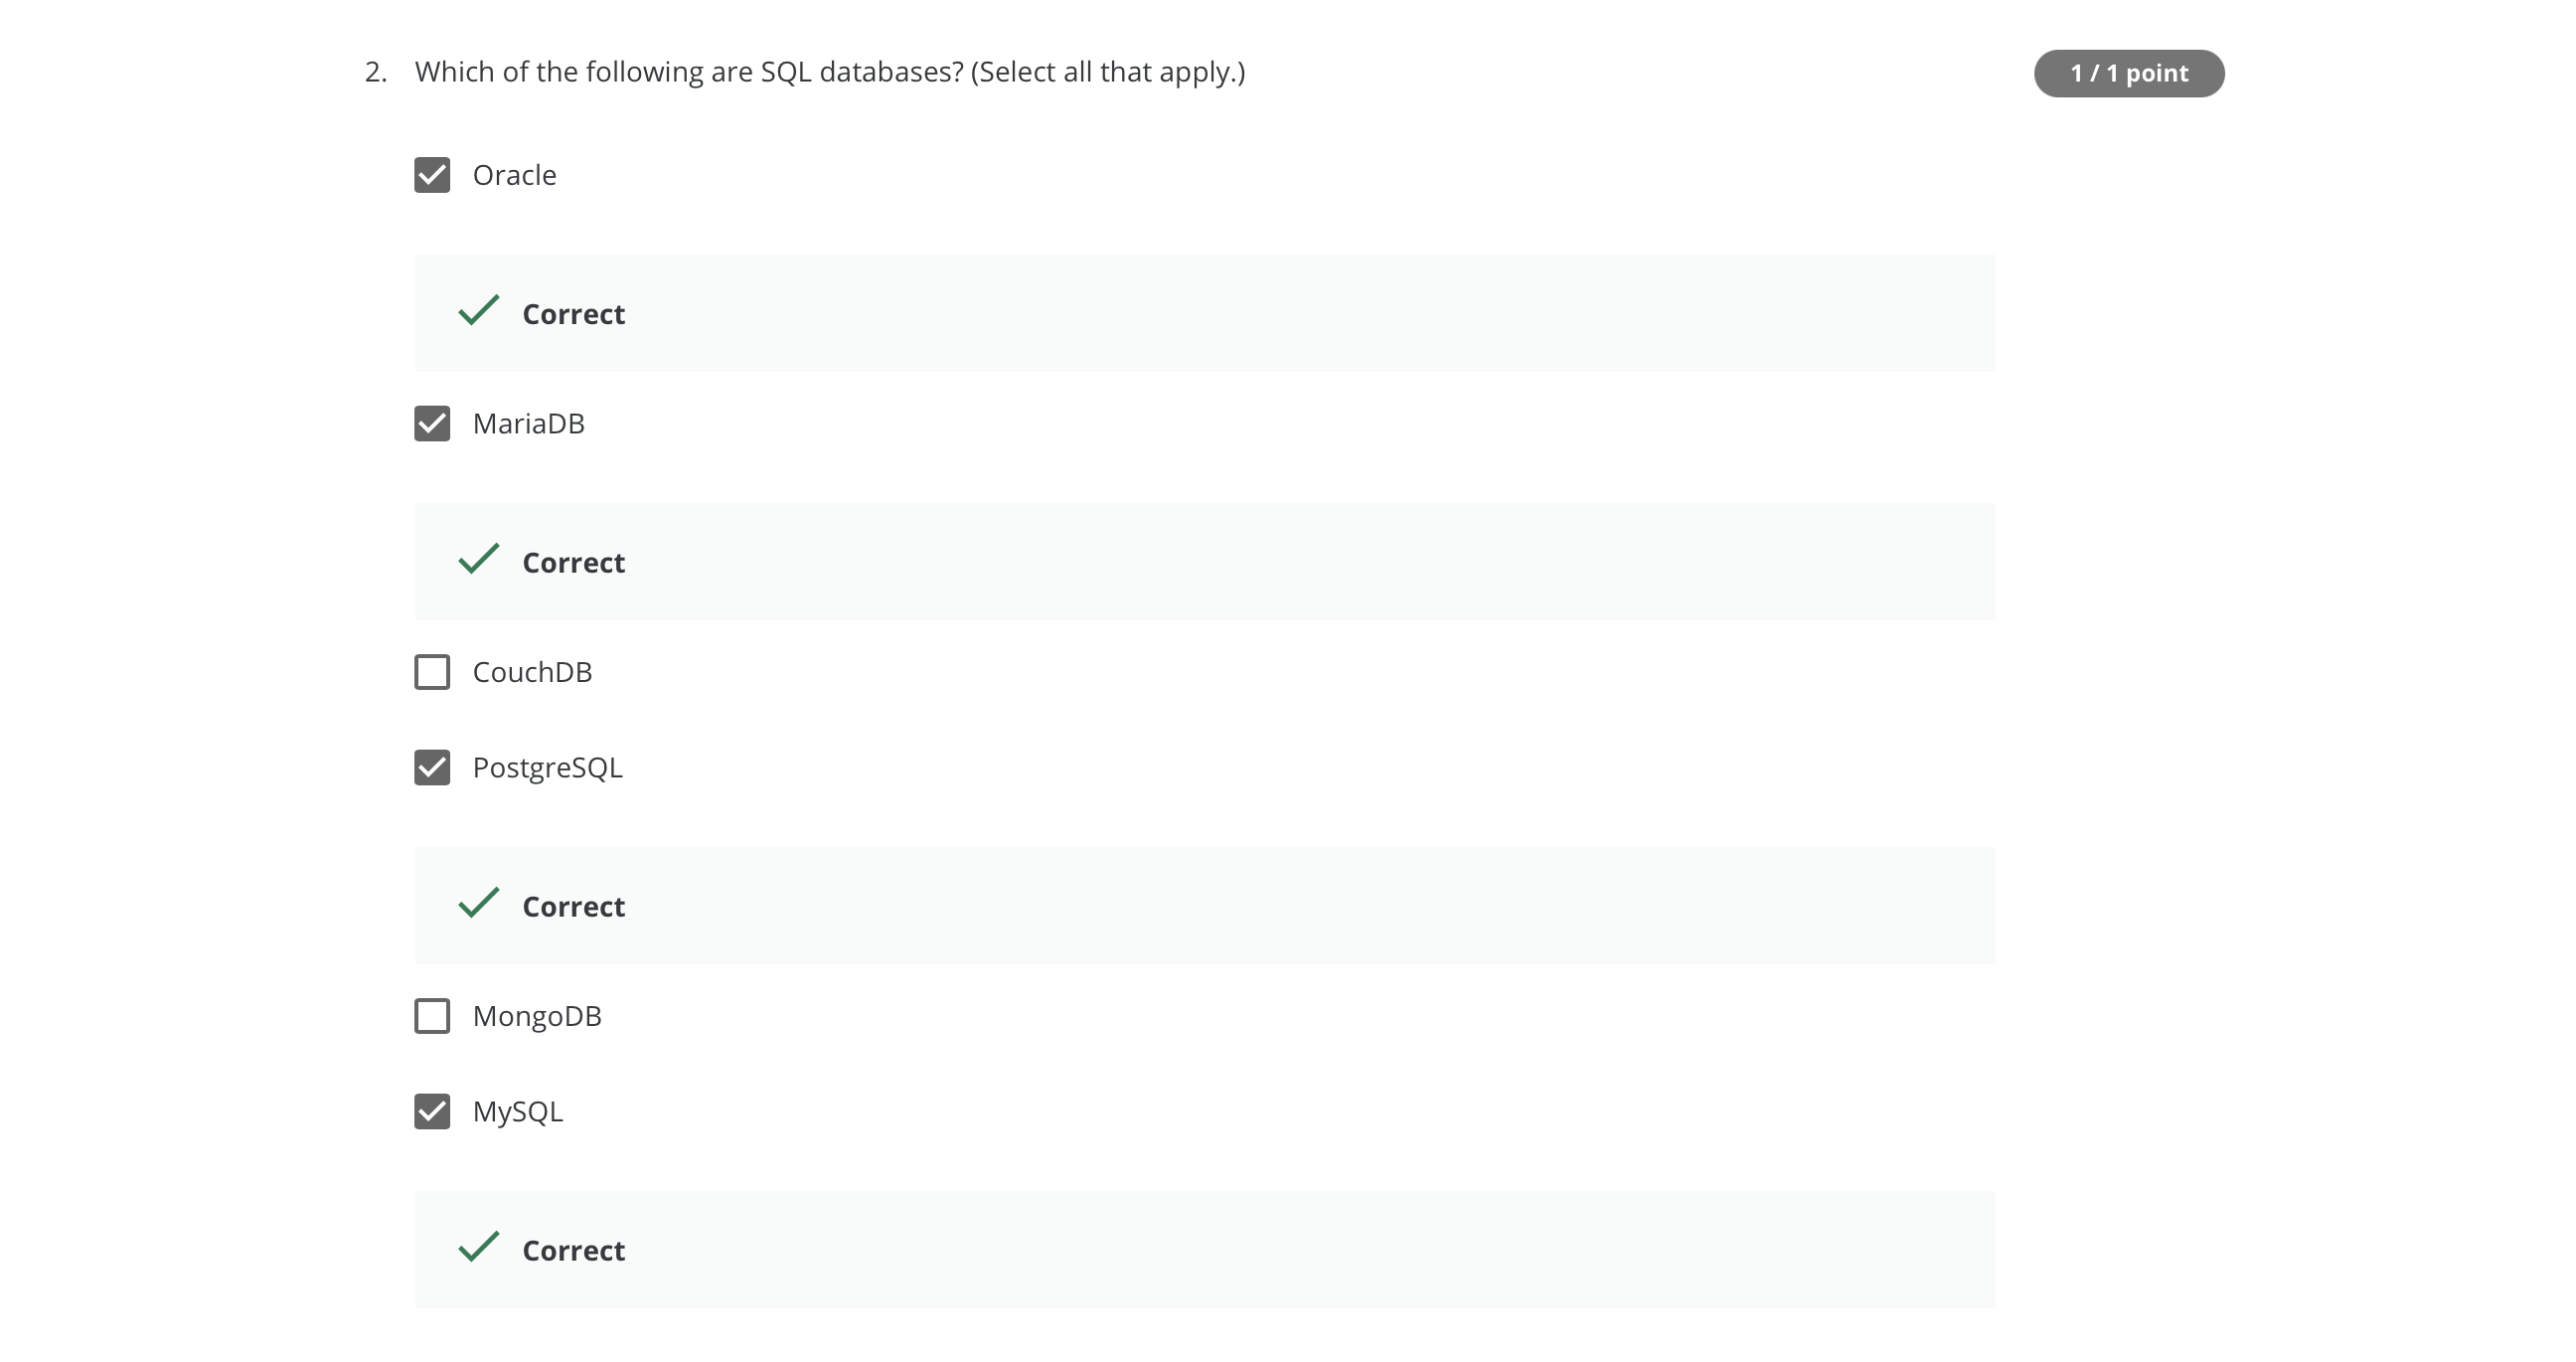 2. Which of the following are SQL databases? (Select all that apply.)
1 / 1 point
Oracle
Correct
MariaDB
Correct
CouchDB
PostgreSQL
Correct
MongoDB
MySQL
Correct